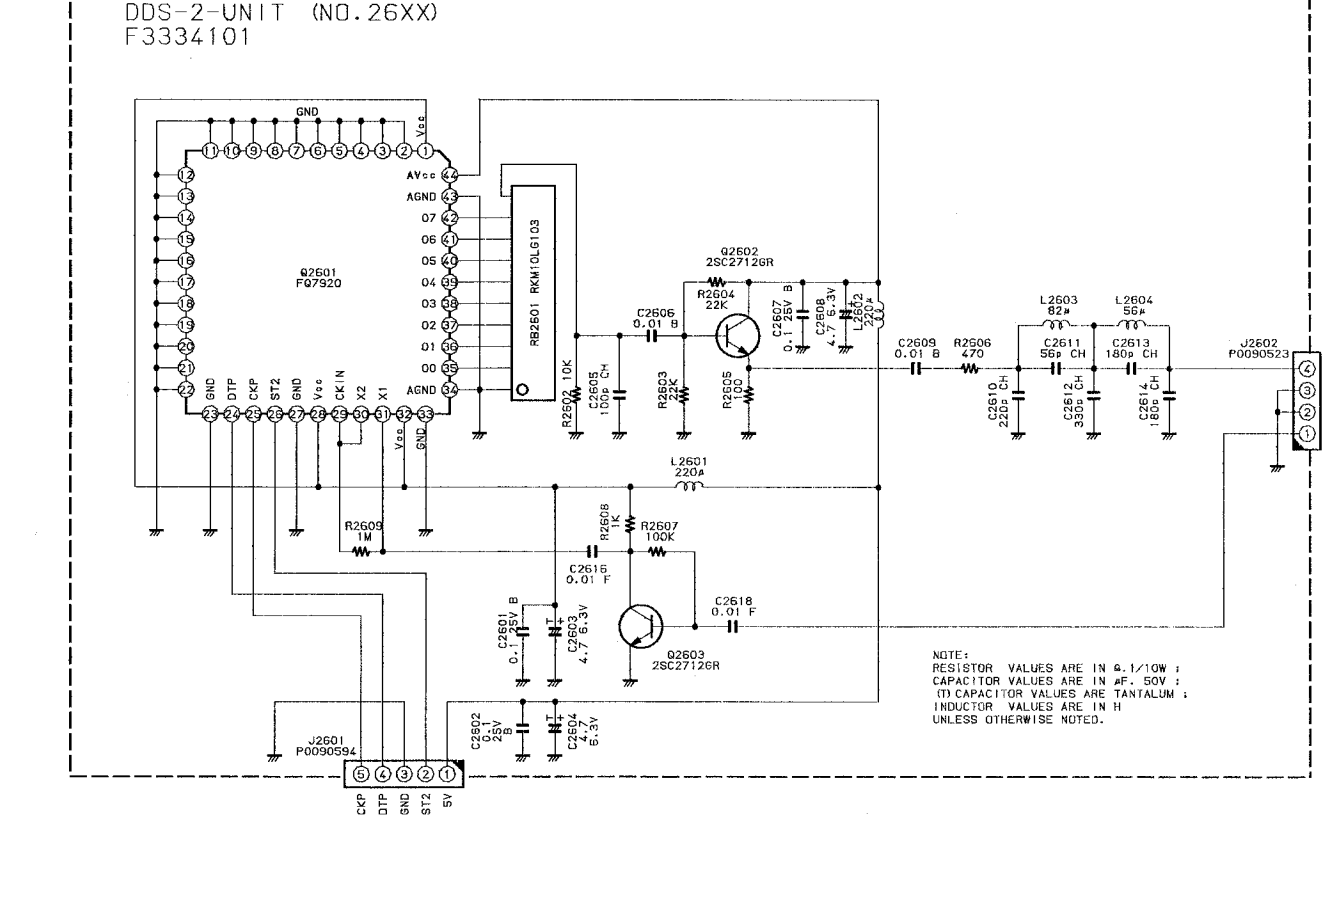 DDS-2-UNIT (NO.26XX)
F3334101
GND
Vcc
11 10 9 8 7 6 5 4 3 2 1
12
13
14
15
16
17
18
19
20
21
22
AVcc 44
AGND 43
O7 42
O6 41
O5 40
O4 39
O3 38
O2 37
O1 36
O0 35
AGND 34
Q2601
FQ7920
GND DTP CKP ST2 GND Vcc CKIN X2 X1 Vcc GND
23 24 25 26 27 28 29 30 31 32 33
RB2601 RKM10LG103
R2602 10K
C2605
100p CH
C2606
0.01 B
R2603
22K
R2604
22K
Q2602
2SC2712GR
R2605
100
C2607
0.1 25V B
C2608
4.7 6.3V
+
L2602
220µ
C2609
0.01 B
R2606
470
L2603
82µ
L2604
56µ
C2611
56p CH
C2613
180p CH
C2610
220p CH
C2612
330p CH
C2614
180p CH
J2602
P0090523
4
3
2
1
L2601
220µ
R2609
1M
R2608
1K
R2607
100K
C2616
0.01 F
C2618
0.01 F
C2601
0.1 25V B
T +
C2603
4.7 6.3V
Q2603
2SC2712GR
C2602
0.1
25V
B
T +
C2604
4.7
6.3V
J2601
P0090594
5 4 3 2 1
CKP DTP GND ST2 5V
NOTE:
RESISTOR VALUES ARE IN Ω.1/10W ;
CAPACITOR VALUES ARE IN µF. 50V ;
(T) CAPACITOR VALUES ARE TANTALUM ;
INDUCTOR VALUES ARE IN H
UNLESS OTHERWISE NOTED.